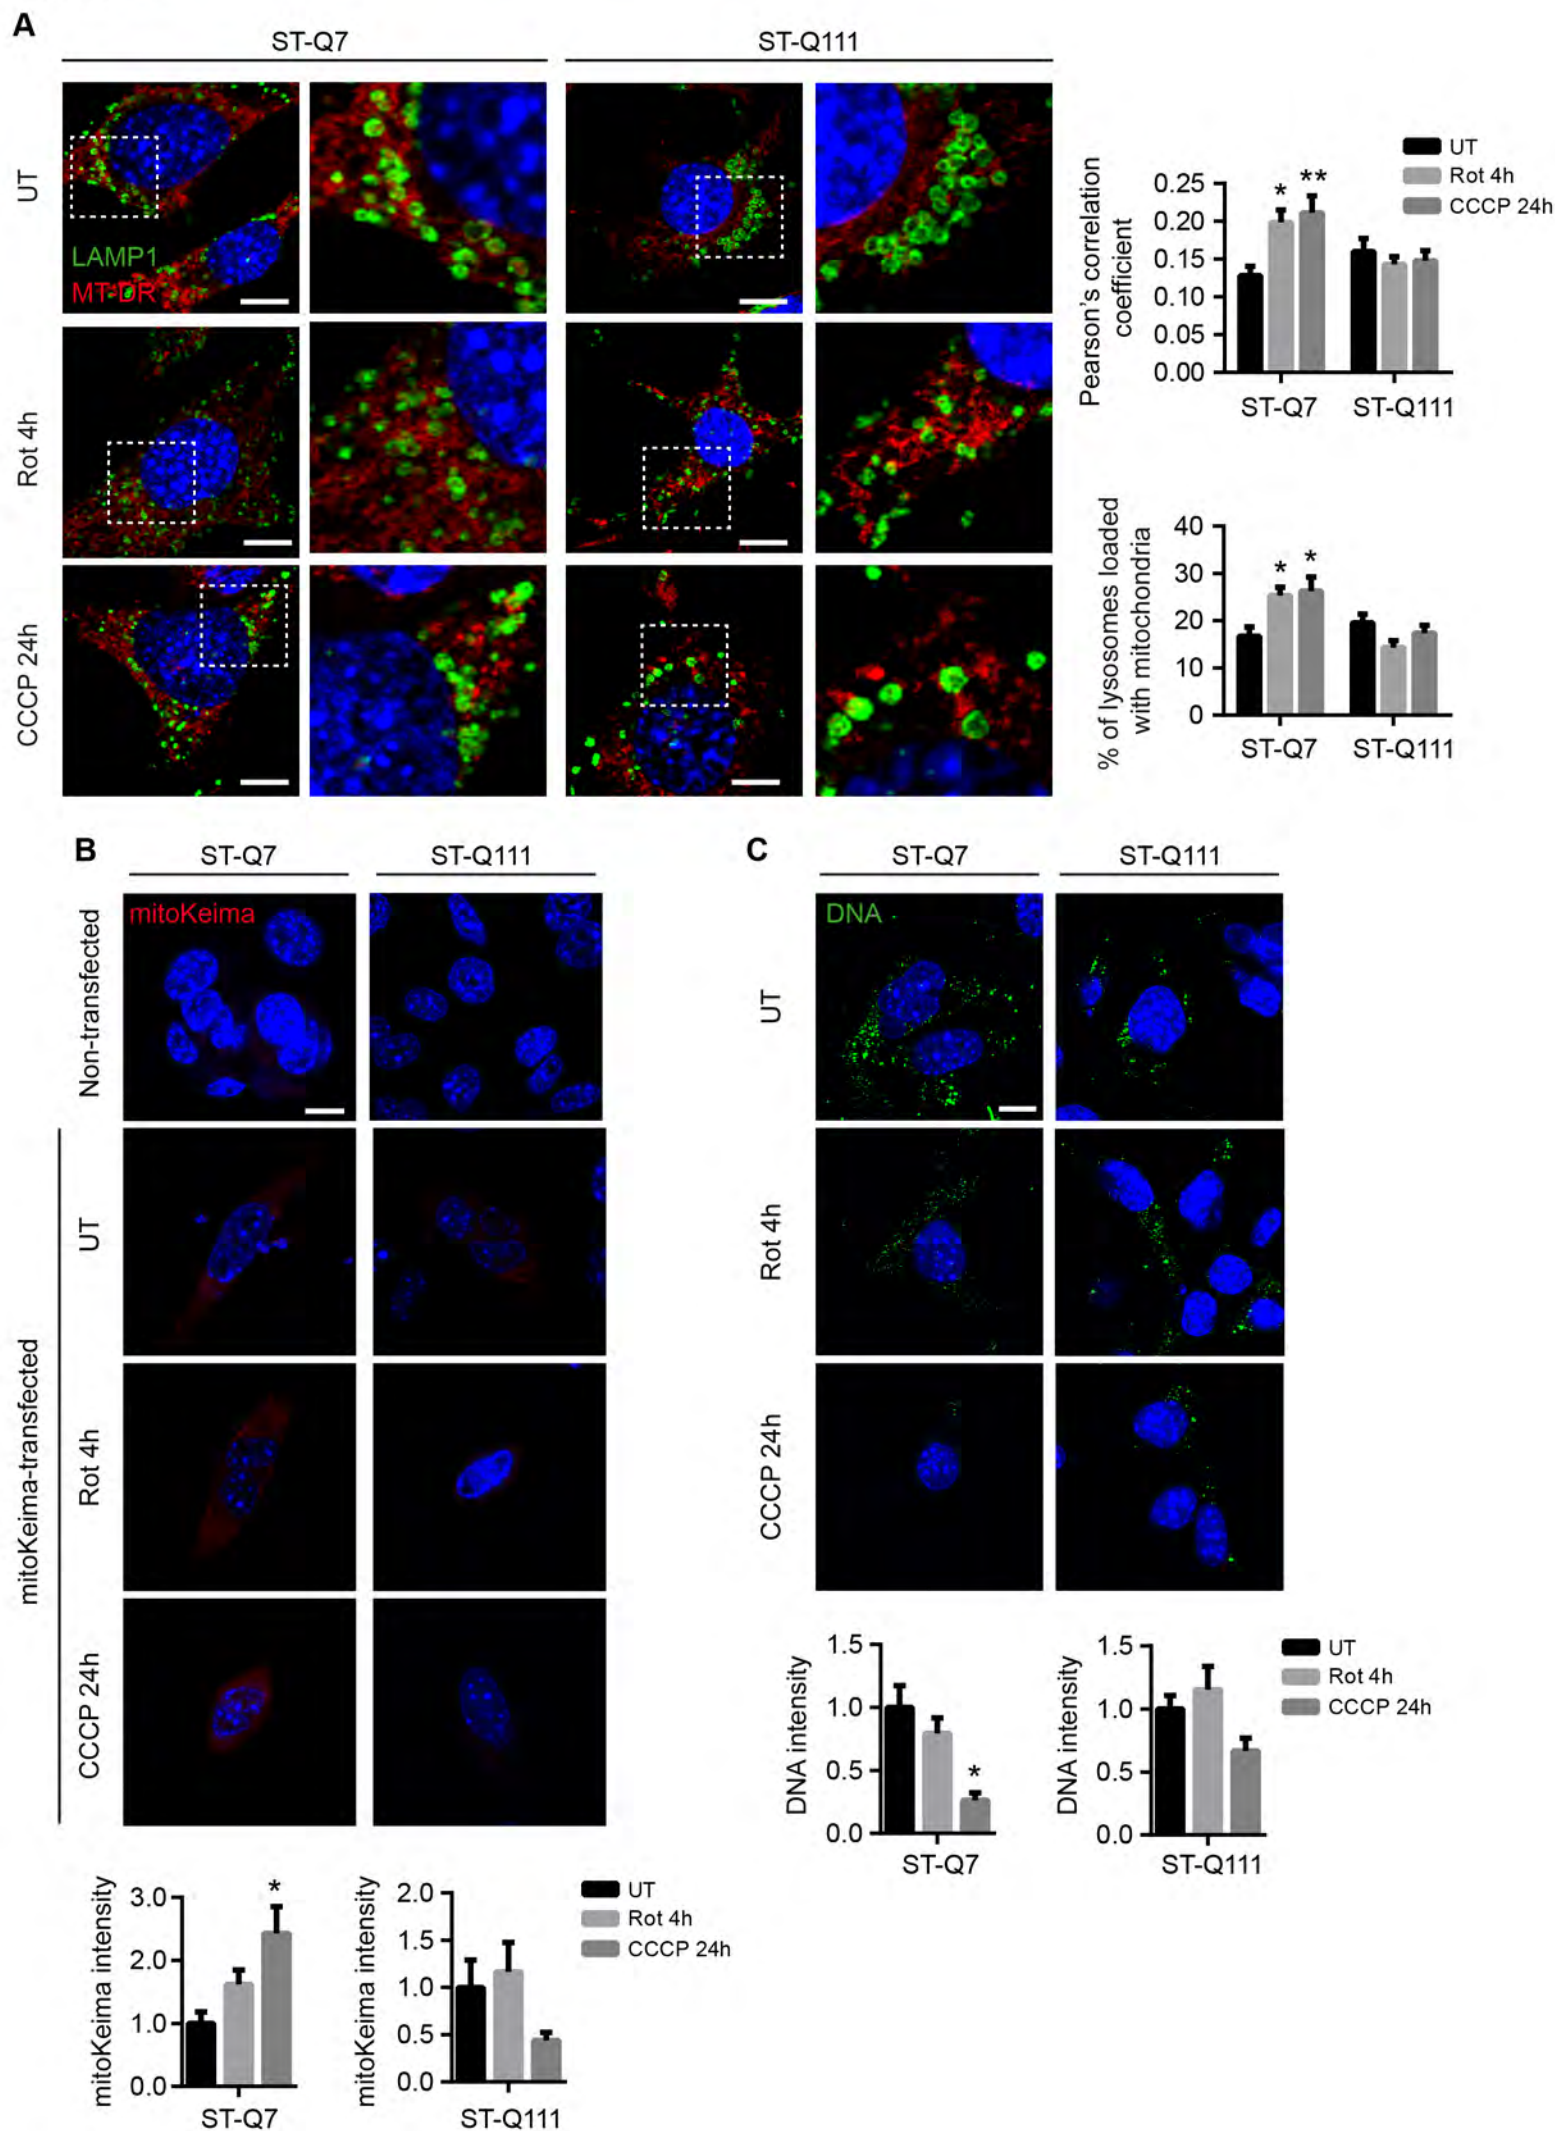 A
ST-Q7
ST-Q111
UT
LAMP1
MT-DR
Rot 4h
CCCP 24h
UT
Rot 4h
CCCP 24h
Pearson's correlation
coefficient
0.25
* **
0.20
0.15
0.10
0.05
0.00
ST-Q7 ST-Q111
% of lysosomes loaded
with mitochondria
40
30
* *
20
10
0
ST-Q7 ST-Q111
B
ST-Q7
ST-Q111
Non-transfected
mitoKeima
mitoKeima-transfected
UT
Rot 4h
CCCP 24h
mitoKeima intensity
3.0
*
2.0
1.0
0.0
ST-Q7
mitoKeima intensity
2.0
1.5
1.0
0.5
0.0
ST-Q111
UT
Rot 4h
CCCP 24h
C
ST-Q7
ST-Q111
UT
DNA
Rot 4h
CCCP 24h
DNA intensity
1.5
1.0
0.5
*
0.0
ST-Q7
DNA intensity
1.5
1.0
0.5
0.0
ST-Q111
UT
Rot 4h
CCCP 24h